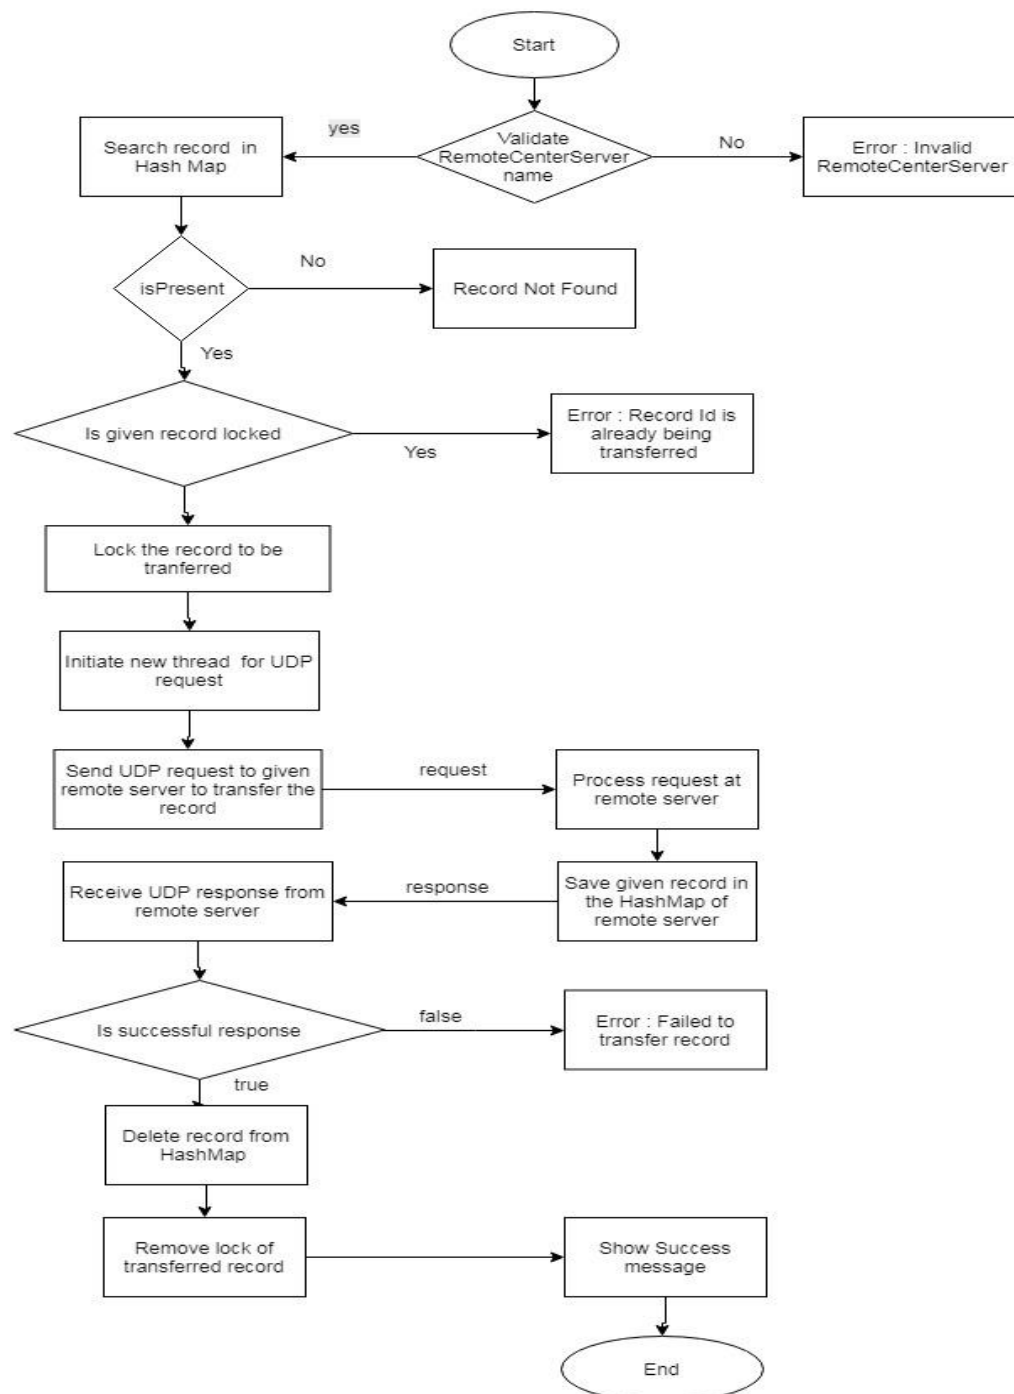 Start
yes
Validate
RemoteCenterServer
name
No
Search record in
Hash Map
Error : Invalid
RemoteCenterServer
isPresent
No
Record Not Found
Yes
Is given record locked
Yes
Error : Record Id is
already being
transferred
Lock the record to be
tranferred
Initiate new thread for UDP
request
Send UDP request to given
remote server to transfer the
record
request
Process request at
remote server
Receive UDP response from
remote server
response
Save given record in
the HashMap of
remote server
Is successful response
false
Error : Failed to
transfer record
true
Delete record from
HashMap
Remove lock of
transferred record
Show Success
message
End